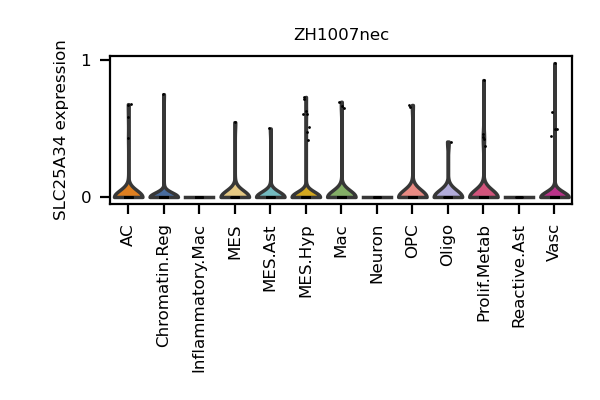 ZH1007nec
SLC25A34 expression
1
0
AC
Chromatin.Reg
Inflammatory.Mac
MES
MES.Ast
MES.Hyp
Mac
Neuron
OPC
Oligo
Prolif.Metab
Reactive.Ast
Vasc